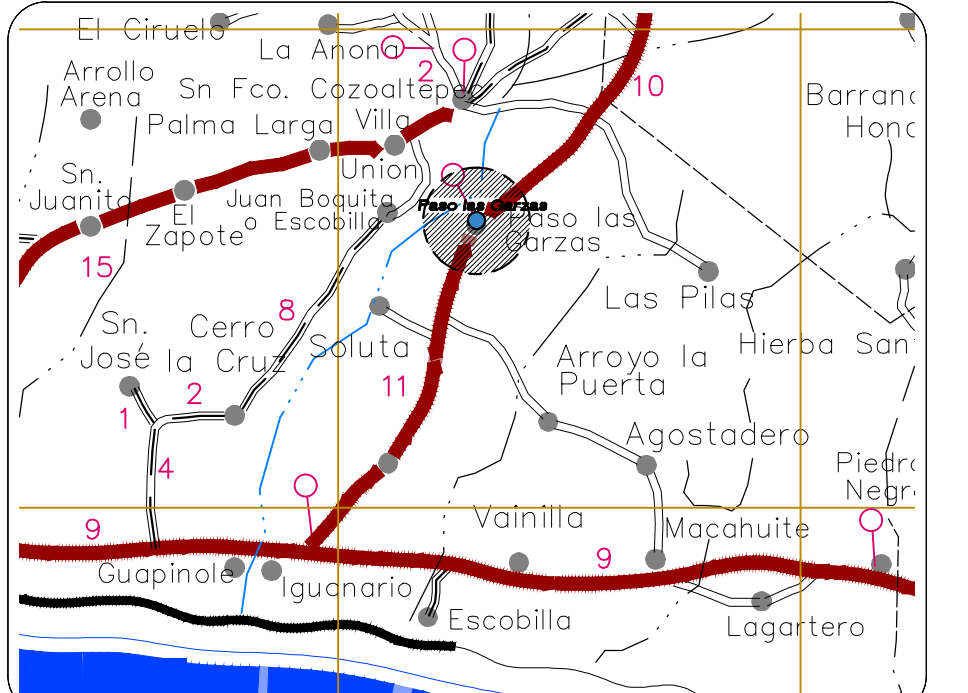 El Ciruelo
La Anona
2
10
Arrollo
Arena
Sn Fco. Cozoaltepec
Barranc
Hond
Palma Larga
Villa
Union
Sn.
Juanito
El
Zapote
Juan Boquita
o Escobilla
Paso las Garzas
Paso las
Garzas
15
8
Las Pilas
Sn.
José
Cerro
la Cruz
Soluta
Hierba San
Arroyo la
Puerta
11
2
1
Agostadero
4
Piedra
Negra
9
Vainilla
Macahuite
9
Guapinole
Igucnario
Escobilla
Lagartero